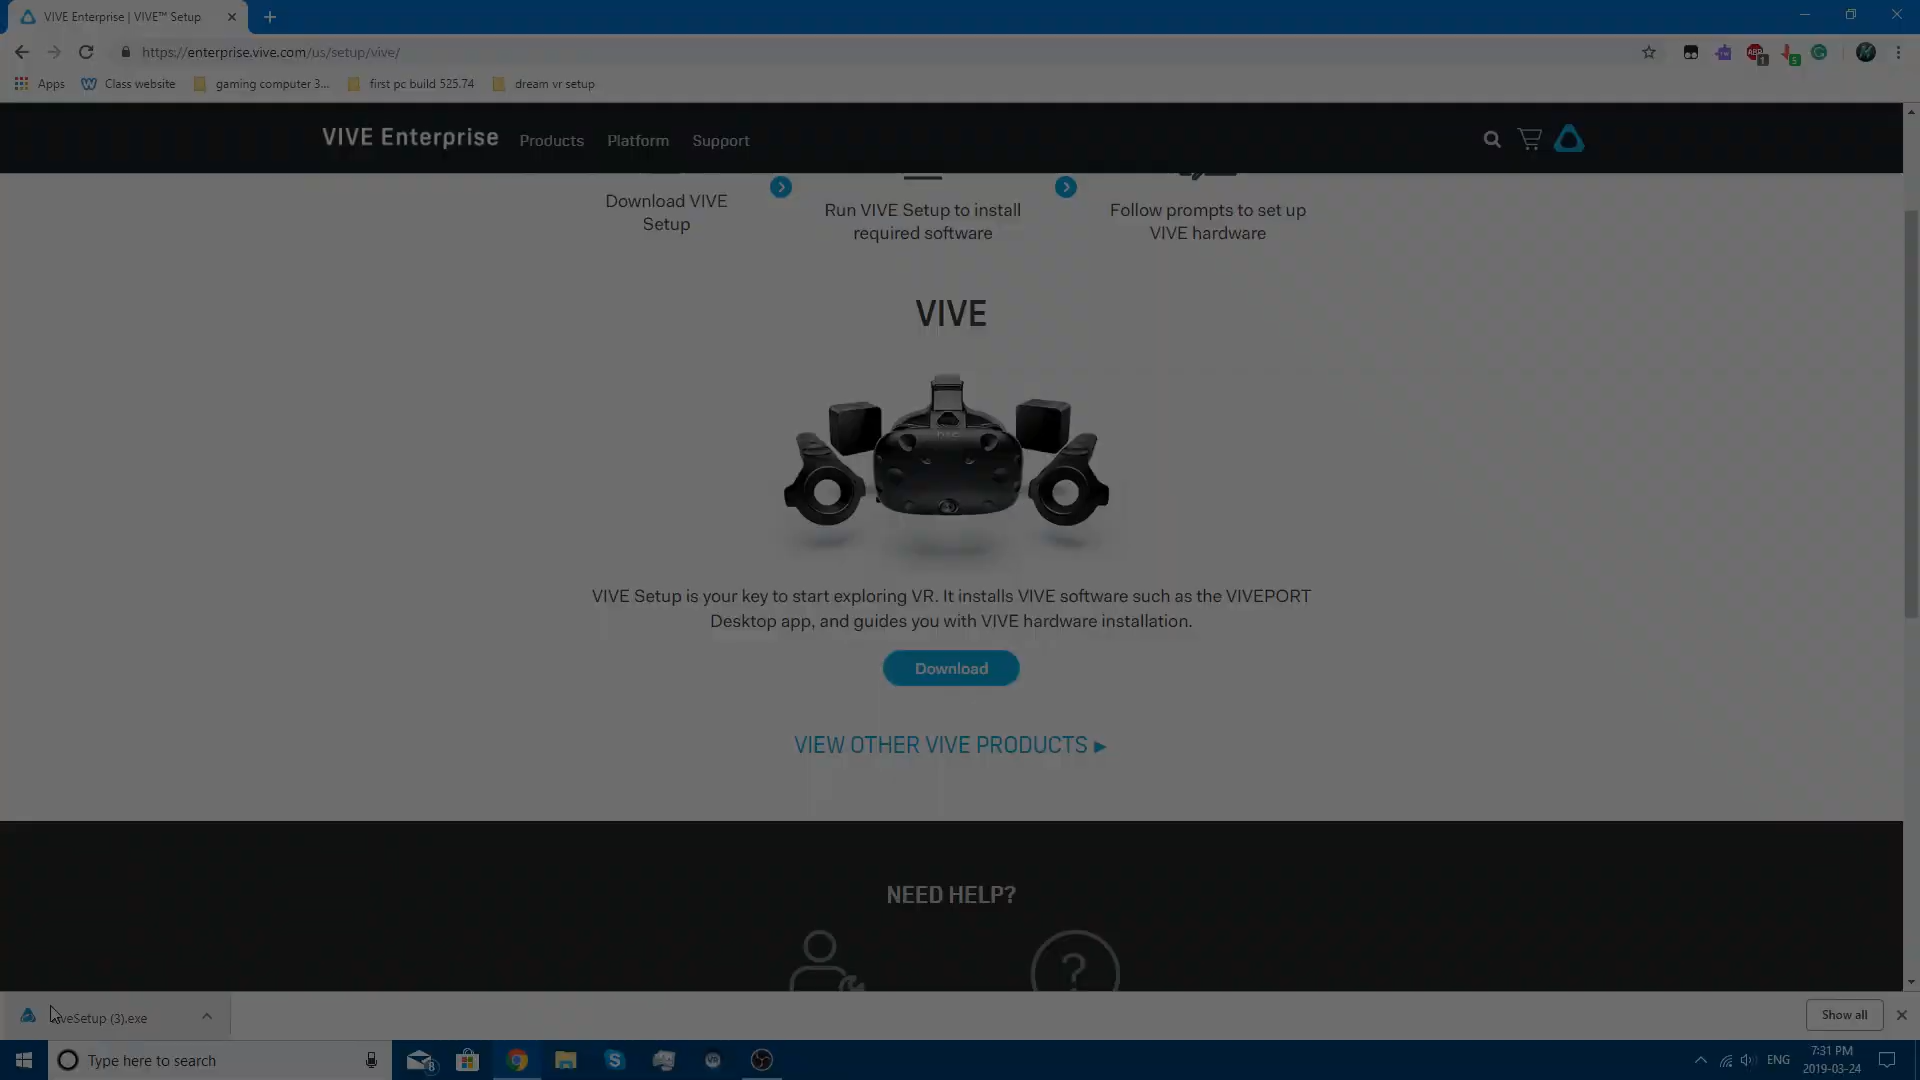 VIVE Enterprise | VIVE™ Setup
https://enterprise.vive.com/us/setup/vive/
Apps
Class website
gaming computer 3...
first pc build 525.74
dream vr setup
VIVE Enterprise
Products
Platform
Support
Download VIVE
Setup
Run VIVE Setup to install
required software
Follow prompts to set up
VIVE hardware
VIVE
VIVE Setup is your key to start exploring VR. It installs VIVE software such as the VIVEPORT
Desktop app, and guides you with VIVE hardware installation.
Download
VIEW OTHER VIVE PRODUCTS ▸
NEED HELP?
(3).exe
Show all
Type here to search
8
ENG
7:31 PM
2019-03-24